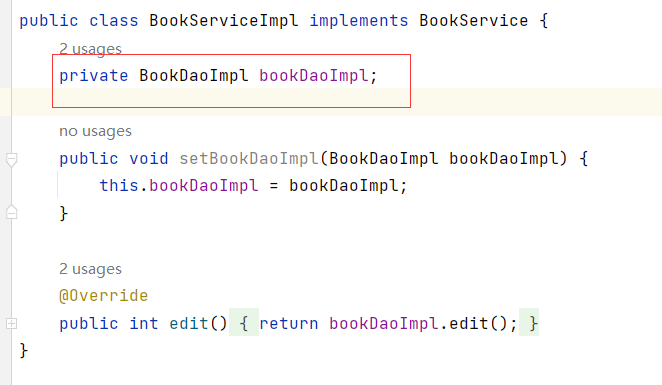 public class BookServiceImpl implements BookService {
2 usages
private BookDaoImpl bookDaoImpl;
no usages
public void setBookDaoImpl(BookDaoImpl bookDaoImpl) {
this.bookDaoImpl = bookDaoImpl;
}
2 usages
@Override
public int edit() { return bookDaoImpl.edit(); }
}